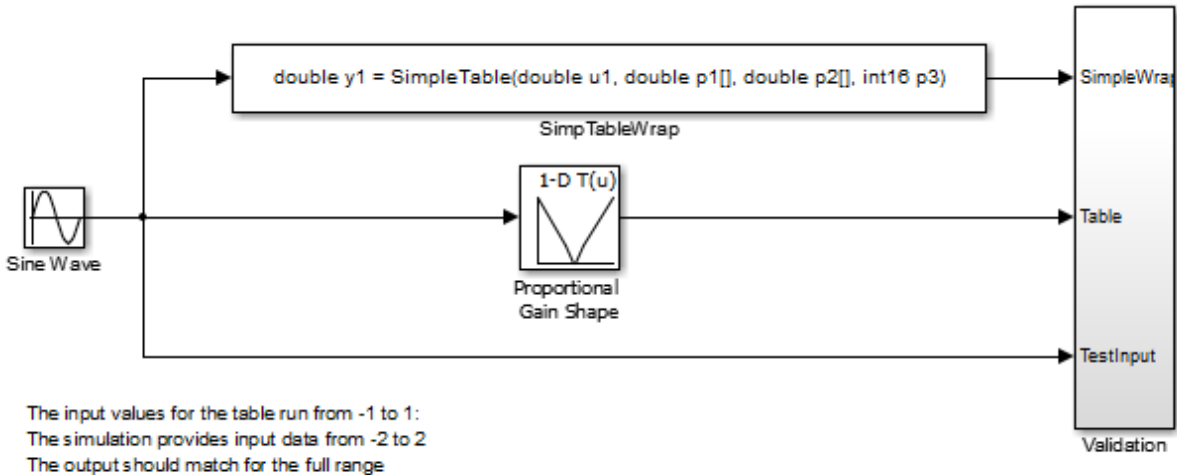 double y1 = SimpleTable(double u1, double p1[], double p2[], int16 p3)
SimpleWrap
SimpTableWrap
1-D T(u)
Table
Sine Wave
Proportional
Gain Shape
TestInput
The input values for the table run from -1 to 1:
The simulation provides input data from -2 to 2
The output should match for the full range
Validation